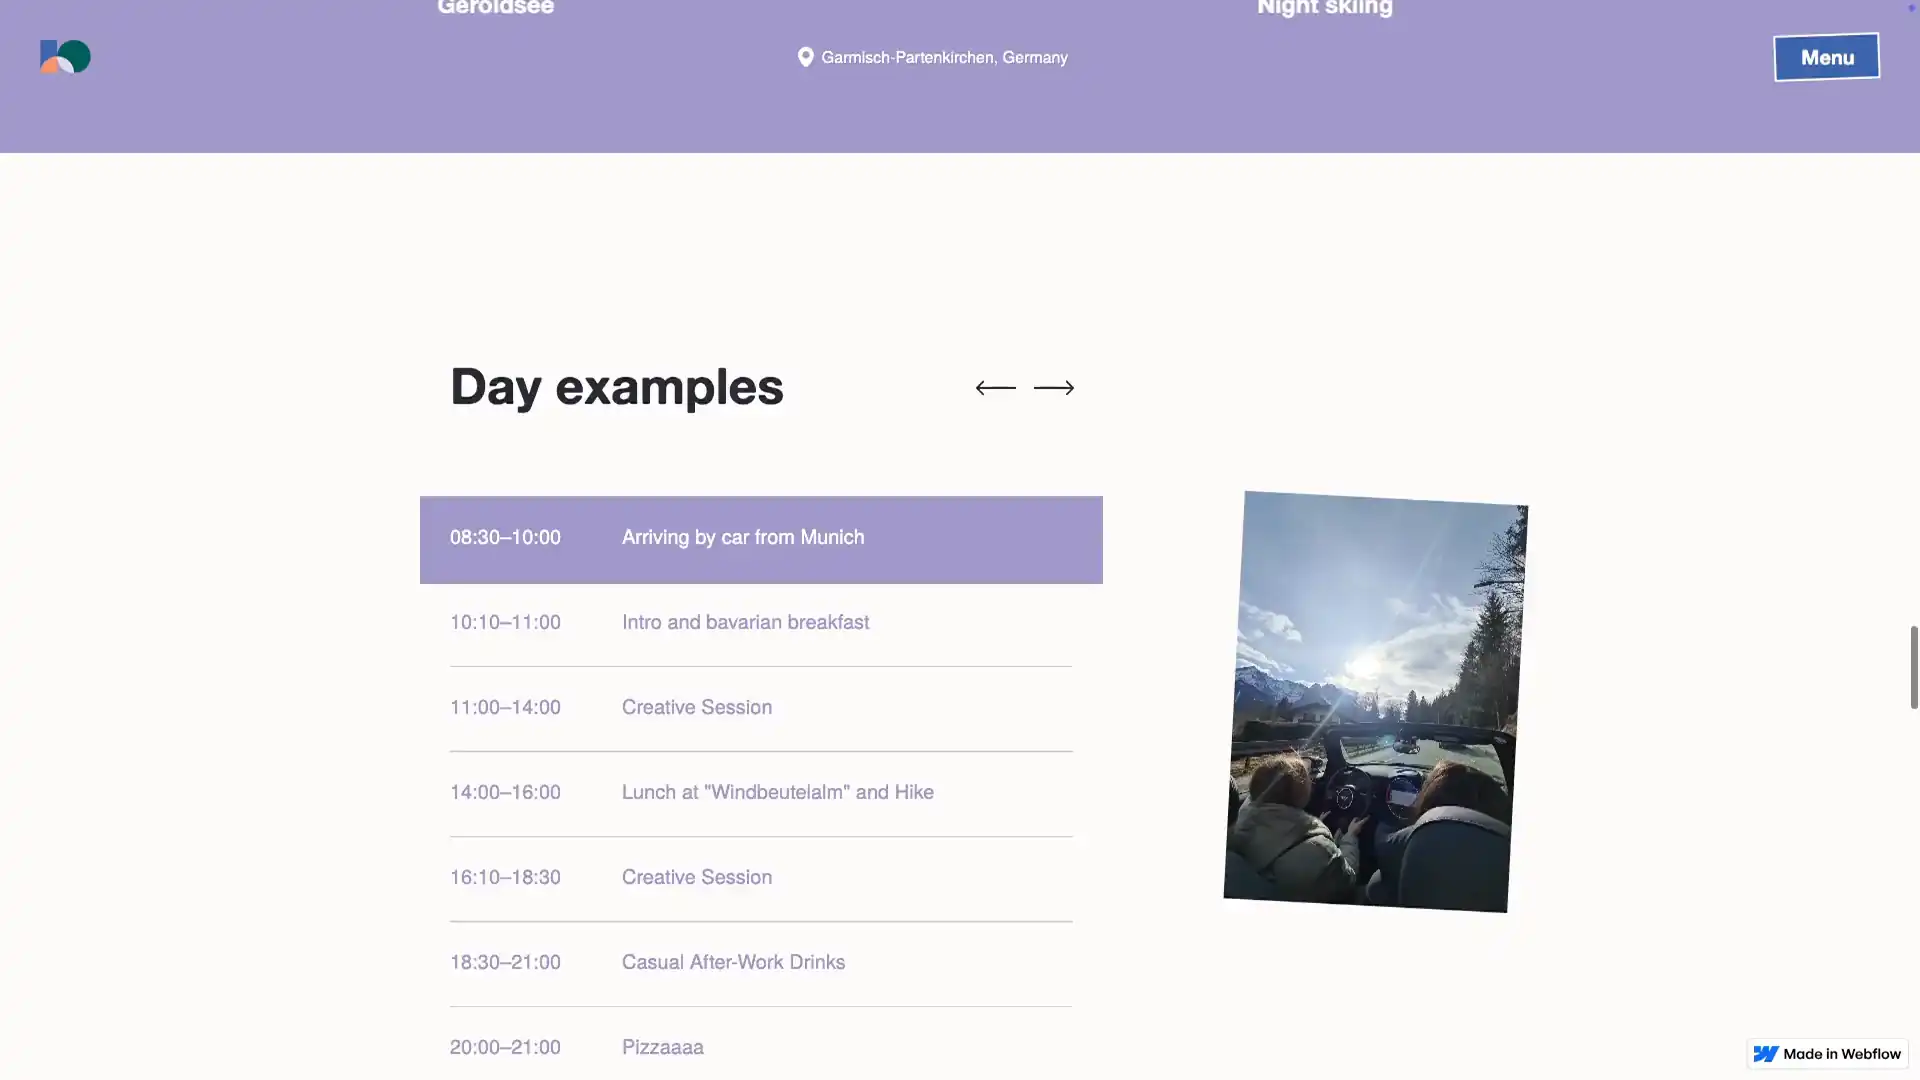 Geroldsee
Night skiing
Garmisch-Partenkirchen, Germany
Menu
Day examples
08:30–10:00 Arriving by car from Munich
10:10–11:00 Intro and bavarian breakfast
11:00–14:00 Creative Session
14:00–16:00 Lunch at "Windbeutelalm" and Hike
16:10–18:30 Creative Session
18:30–21:00 Casual After-Work Drinks
20:00–21:00 Pizzaaaa
Made in Webflow